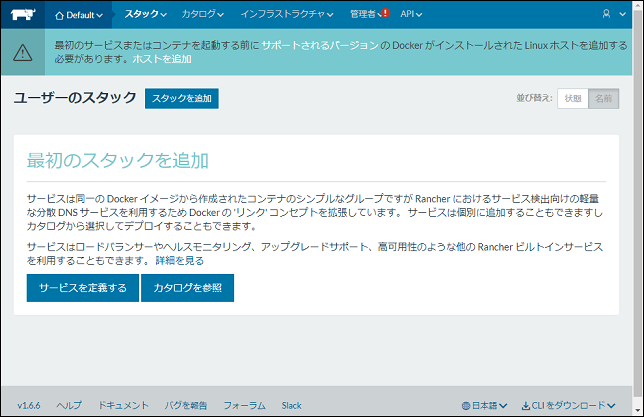 Default スタック カタログ インフラストラクチャ 管理者 ! API
最初のサービスまたはコンテナを起動する前に サポートされるバージョン の Docker がインストールされた Linux ホストを追加する
必要があります。ホストを追加
ユーザーのスタック スタックを追加 並び替え: 状態 名前
最初のスタックを追加
サービスは同一の Docker イメージから作成されたコンテナのシンプルなグループですが Rancher におけるサービス検出向けの軽量
な分散 DNS サービスを利用するため Docker の 'リンク' コンセプトを拡張しています。 サービスは個別に追加することもできますし
カタログから選択してデプロイすることもできます。
サービスはロードバランサーやヘルスモニタリング、アップグレードサポート、高可用性のような他の Rancher ビルトインサービス
を利用することもできます。 詳細を見る
サービスを定義する カタログを参照
v1.6.6 ヘルプ ドキュメント バグを報告 フォーラム Slack 日本語 CLI をダウンロード